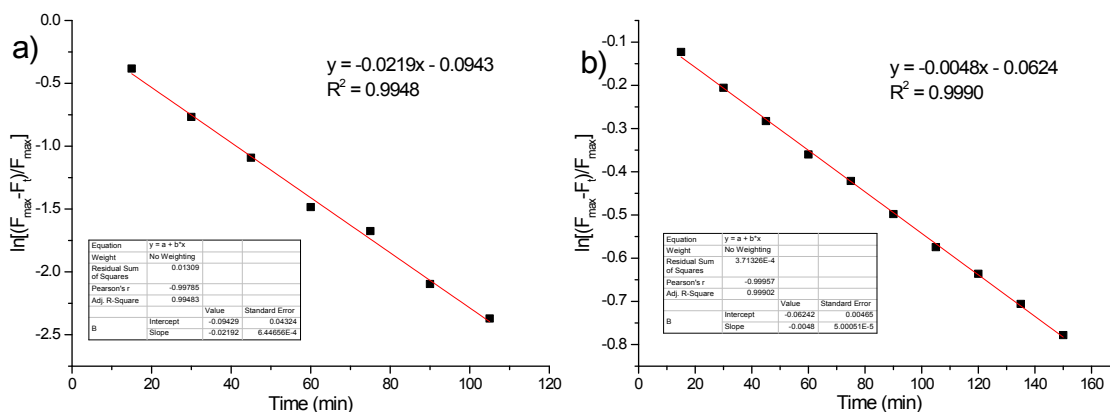 a)
y = -0.0219x - 0.0943
R² = 0.9948
ln[(Fmax-Ft)/Fmax]
0.0
-0.5
-1.0
-1.5
-2.0
-2.5
Equation y = a + b*x
Weight No Weighting
Residual Sum of Squares 0.01309
Pearson's r -0.99785
Adj. R-Square 0.99483
Value Standard Error
B Intercept -0.09429 0.04324
Slope -0.02192 6.44656E-4
0 20 40 60 80 100 120
Time (min)
b)
y = -0.0048x - 0.0624
R² = 0.9990
ln[(Fmax-Ft)/Fmax]
-0.1
-0.2
-0.3
-0.4
-0.5
-0.6
-0.7
-0.8
Equation y = a + b*x
Weight No Weighting
Residual Sum of Squares 3.71326E-4
Pearson's r -0.99957
Adj. R-Square 0.99902
Value Standard Error
B Intercept -0.06242 0.00465
Slope -0.0048 5.00051E-5
0 20 40 60 80 100 120 140 160
Time (min)